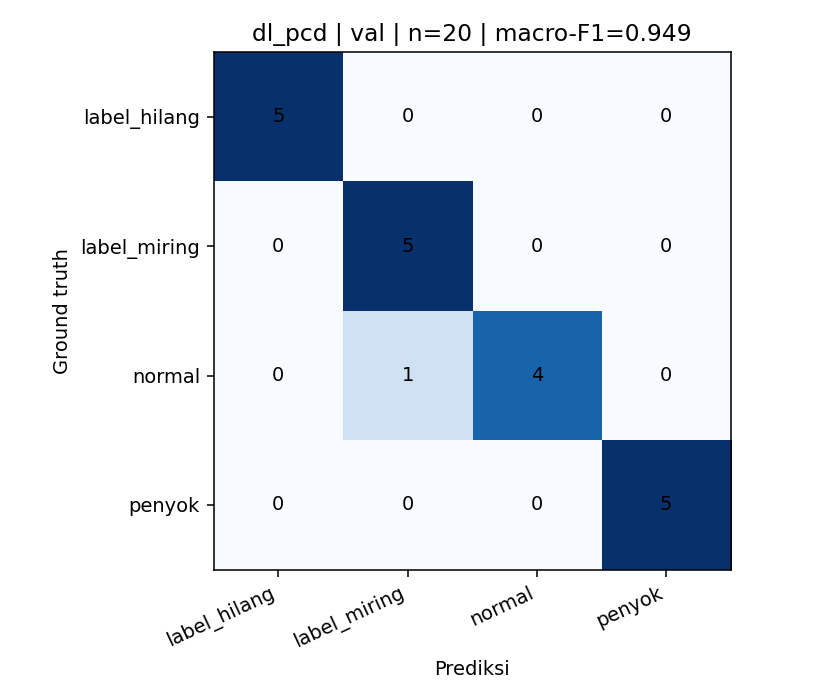 dl_pcd | val | n=20 | macro-F1=0.949
Ground truth
label_hilang 5 0 0 0
label_miring 0 5 0 0
normal 0 1 4 0
penyok 0 0 0 5
label_hilang label_miring normal penyok
Prediksi